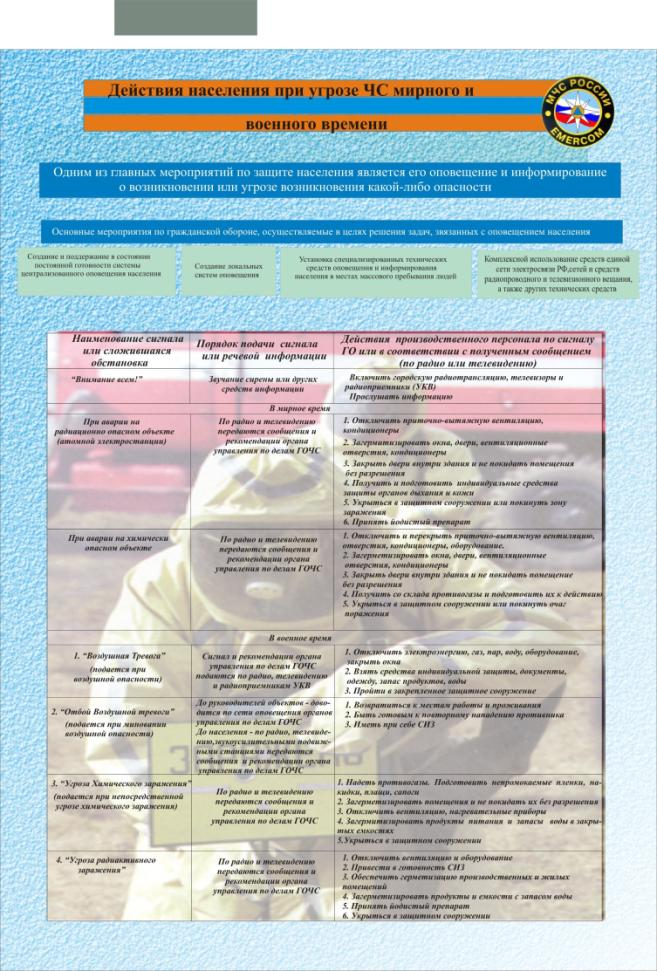 Действия населения при угрозе ЧС мирного и
военного времени
МЧС РОССИИ
EMERCOM
Одним из главных мероприятий по защите населения является его оповещение и информирование
о возникновении или угрозе возникновения какой-либо опасности
Основные мероприятия по гражданской обороне, осуществляемые в целях решения задач, связанных с оповещением населения
Создание и поддержание в состоянии
постоянной готовности системы
централизованного оповещения населения
Создание локальных
систем оповещения
Установка специализированных технических
средств оповещения и информирования
населения в местах массового пребывания людей
Комплексной использование средств единой
сети электросвязи РФ,сетей и средств
радиопроводного и телевизионного вещания,
а также других технических средств
Наименование сигнала
или сложившаяся
обстановка
Порядок подачи сигнала
или речевой информации
Действия производственного персонала по сигналу
ГО или в соответствии с полученным сообщением
(по радио или телевидению)
“Внимание всем!”
Звучание сирены или других
средств информации
Включить городскую радиотрансляцию, телевизоры и
радиоприемники (УКВ)
Прослушать информацию
В мирное время
При аварии на
радиационно опасном объекте
(атомной электростанции)
По радио и телевидению
передаются сообщения и
рекомендации органа
управления по делам ГОЧС
1. Отключить приточно-вытяжную вентиляцию,
кондиционеры
2. Загермитизировать окна, двери, вентиляционные
отверстия, кондиционеры
3. Закрыть двери внутри здания и не покидать помещения
без разрешения
4. Получить и подготовить индивидуальные средства
защиты органов дыхания и кожи
5. Укрыться в защитном сооружении или покинуть зону
заражения
6. Принять йодистый препарат
При аварии на химически
опасном объекте
По радио и телевидению
передаются сообщения и
рекомендации органа
управления по делам ГОЧС
1. Отключить и перекрыть приточно-вытяжную вентиляцию,
отверстия, кондиционеры, оборудование.
2. Загерметизировать окна, двери, вентиляционные
отверстия, кондиционеры
3. Закрыть двери внутри здания и не покидать помещение
без разрешения
4. Получить со склада противогазы и подготовить их к действию
5. Укрыться в защитном сооружении или покинуть очаг
поражения
В военное время
1. “Воздушная Тревога”
(подается при
воздушной опасности)
Сигнал и рекомендации органа
управления по делам ГОЧС
подаются по радио, телевидению
и радиоприемникам УКВ
1. Отключить электроэнергию, газ, пар, воду, оборудование,
закрыть окна
2. Взять средства индивидуальной защиты, документы,
одежду, запас продуктов, воды
3. Пройти в закрепленное защитное сооружение
2. “Отбой Воздушной тревоги”
(подается при миновании
воздушной опасности)
До руководителей объектов - дово-
дится по сети оповещения органов
управления по делам ГОЧС
До населения - по радио, телевиде-
нию,звукоусилительными подвиж-
ными станциями передаются
сообщения и рекомендации органа
управления по делам ГОЧС
1. Возвратиться к местам работы и проживания
2. Быть готовым к повторному нападению противника
3. Иметь при себе СИЗ
3. “Угроза Химического заражения”
(подается при непосредственной
угрозе химического заражения)
По радио и телевидению
передаются сообщения и
рекомендации органа
управления по делам ГОЧС
1. Надеть противогазы. Подготовить непромокаемые пленки, на-
кидки, плащи, сапоги
2. Загерметизировать помещения и не покидать их без разрешения
3. Отключить вентиляцию, нагревательные приборы
4. Загерметизировать продукты питания и запасы воды в закры-
тых емкостях
5.Укрыться в защитном сооружении
4. “Угроза радиактивного
заражения”
По радио и телевидению
передаются сообщения и
рекомендации органа
управления по делам ГОЧС
1. Отключить вентиляцию и оборудование
2. Привести в готовность СИЗ
3. Обеспечить герметизацию производственных и жилых
помещений
4. Загерметизировать продукты и емкости с запасом воды
5. Принять йодистый препарат
6. Укрыться в защитном сооружении